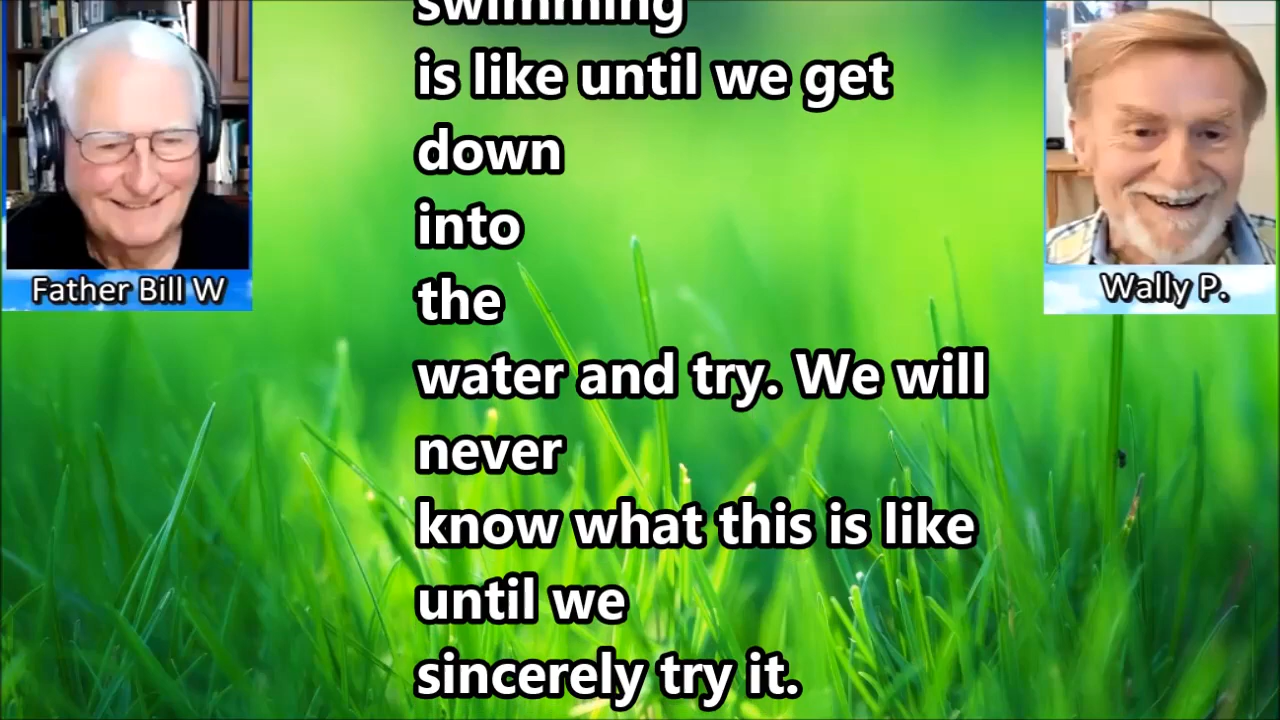 swimming
is like until we get
down
into
the
water and try. We will
never
know what this is like
until we
sincerely try it.
Father Bill W
Wally P.